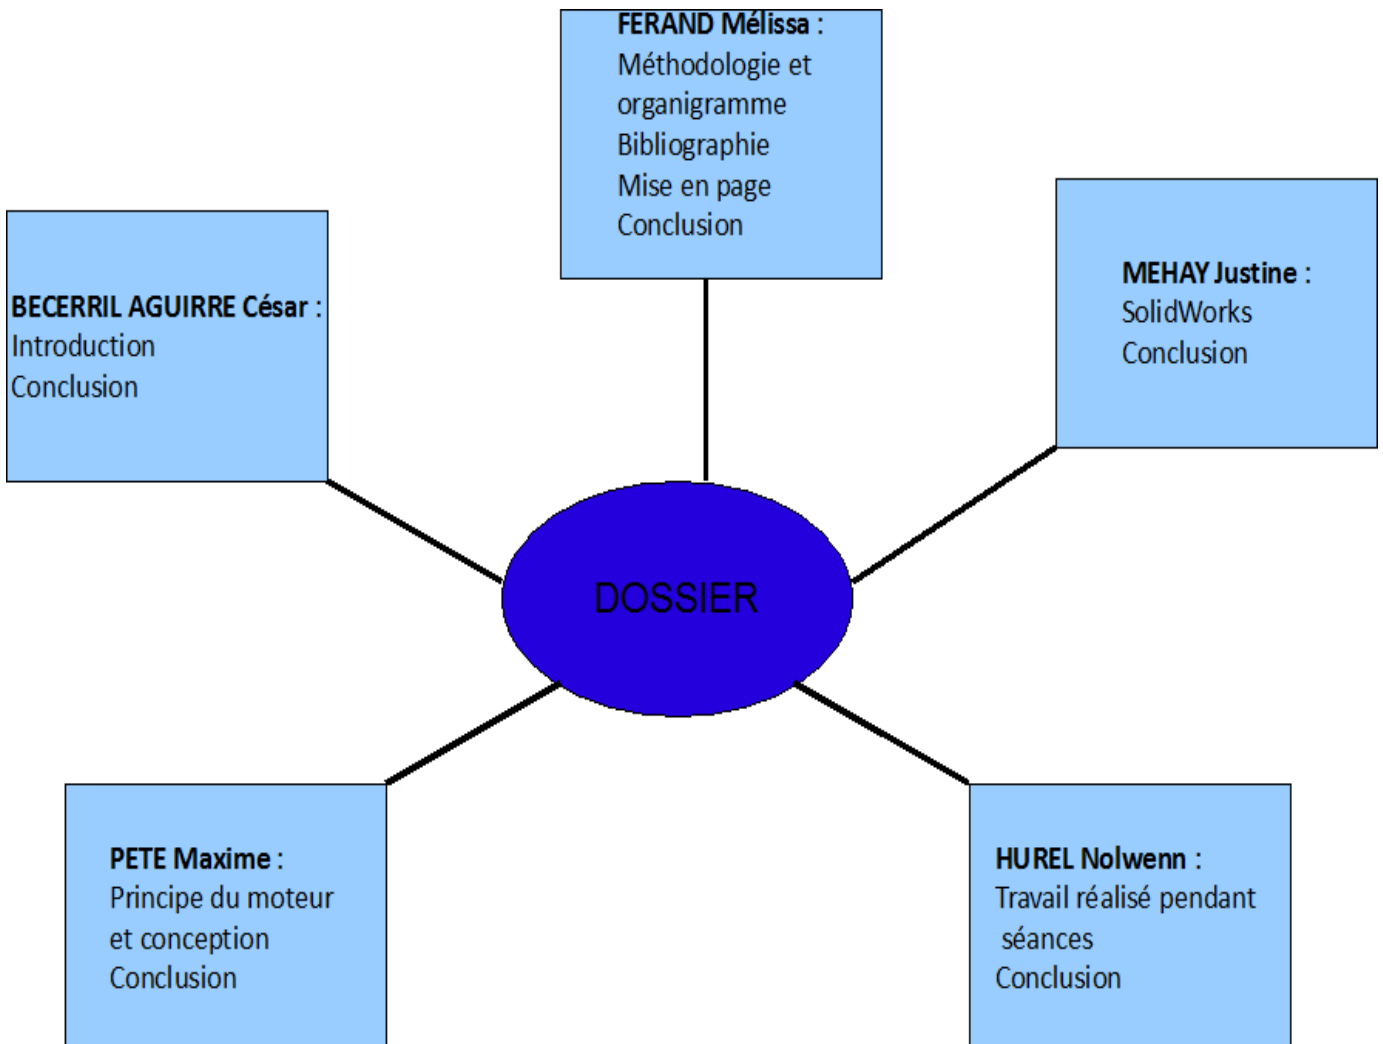 FERAND Mélissa :
Méthodologie et
organigramme
Bibliographie
Mise en page
Conclusion
BECERRIL AGUIRRE César :
Introduction
Conclusion
MEHAY Justine :
SolidWorks
Conclusion
DOSSIER
PETE Maxime :
Principe du moteur
et conception
Conclusion
HUREL Nolwenn :
Travail réalisé pendant
séances
Conclusion